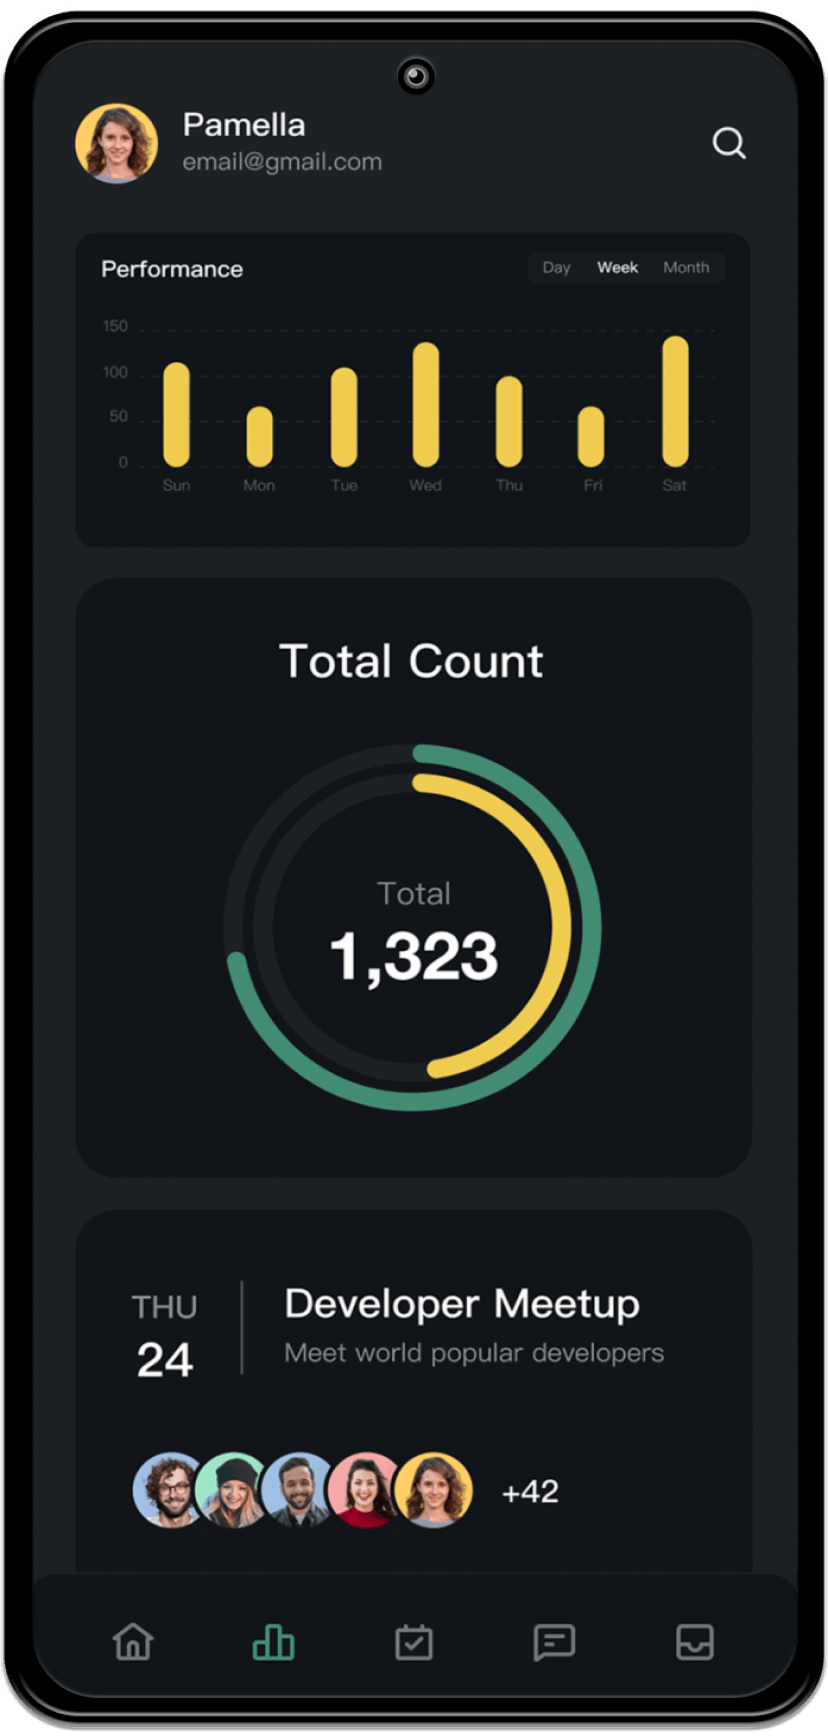 Pamella
email@gmail.com
Performance
Day Week Month
150
100
50
0
Sun Mon Tue Wed Thu Fri Sat
Total Count
Total
1,323
THU
24
Developer Meetup
Meet world popular developers
+42